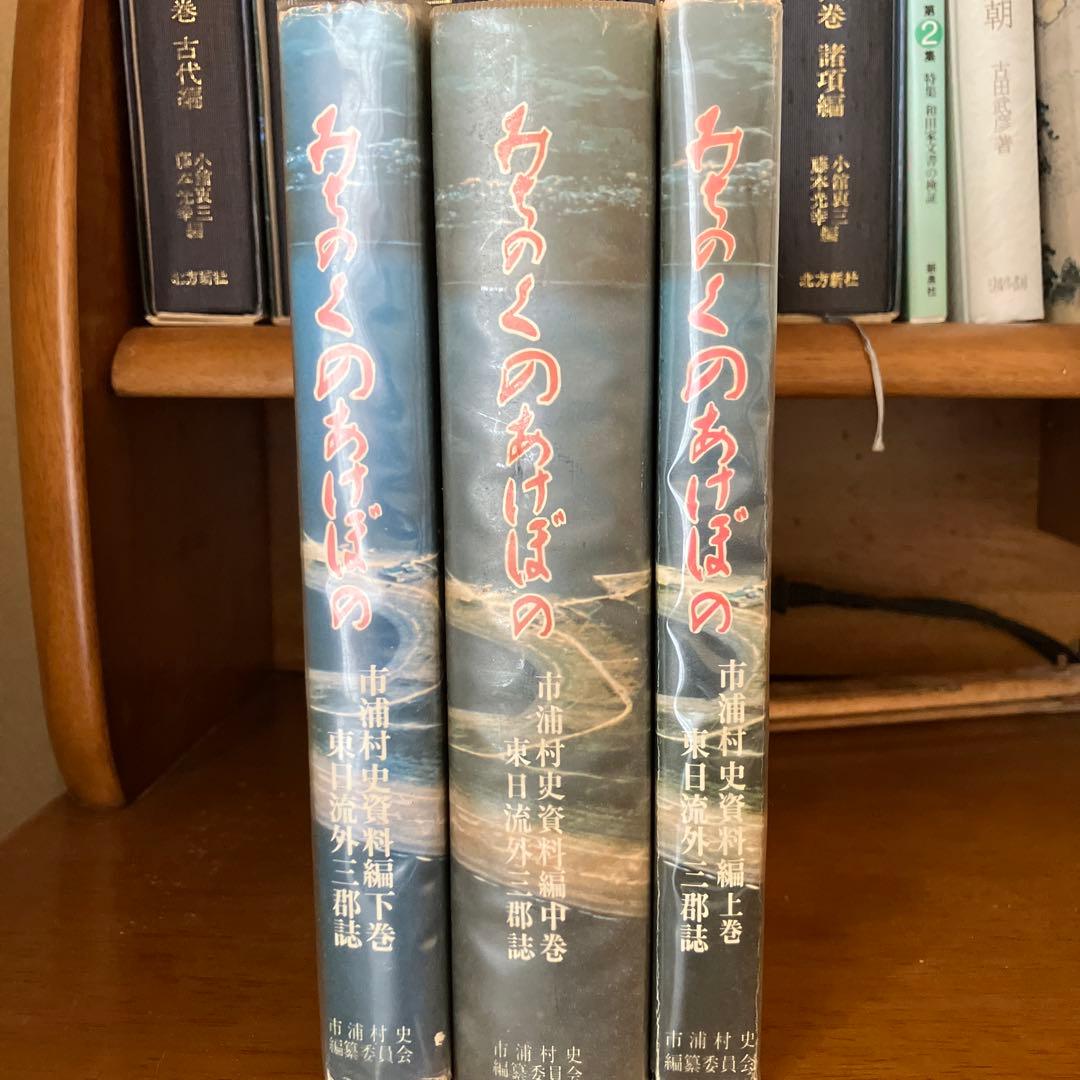 みちのくのあけぼの
市浦村史資料編上巻
東日流外三郡誌
市浦村史
編纂委員会
みちのくのあけぼの
市浦村史資料編中巻
東日流外三郡誌
市浦村史
編纂委員会
みちのくのあけぼの
市浦村史資料編下巻
東日流外三郡誌
市浦村史
編纂委員会
朝
古田武彦著
第2集
特集 和田家文書の検証
新泉社
巻 諸項編
小舘衷三
藤本光幸編
北方新社
巻 古代編
小舘衷三
藤本光幸編
北方新社